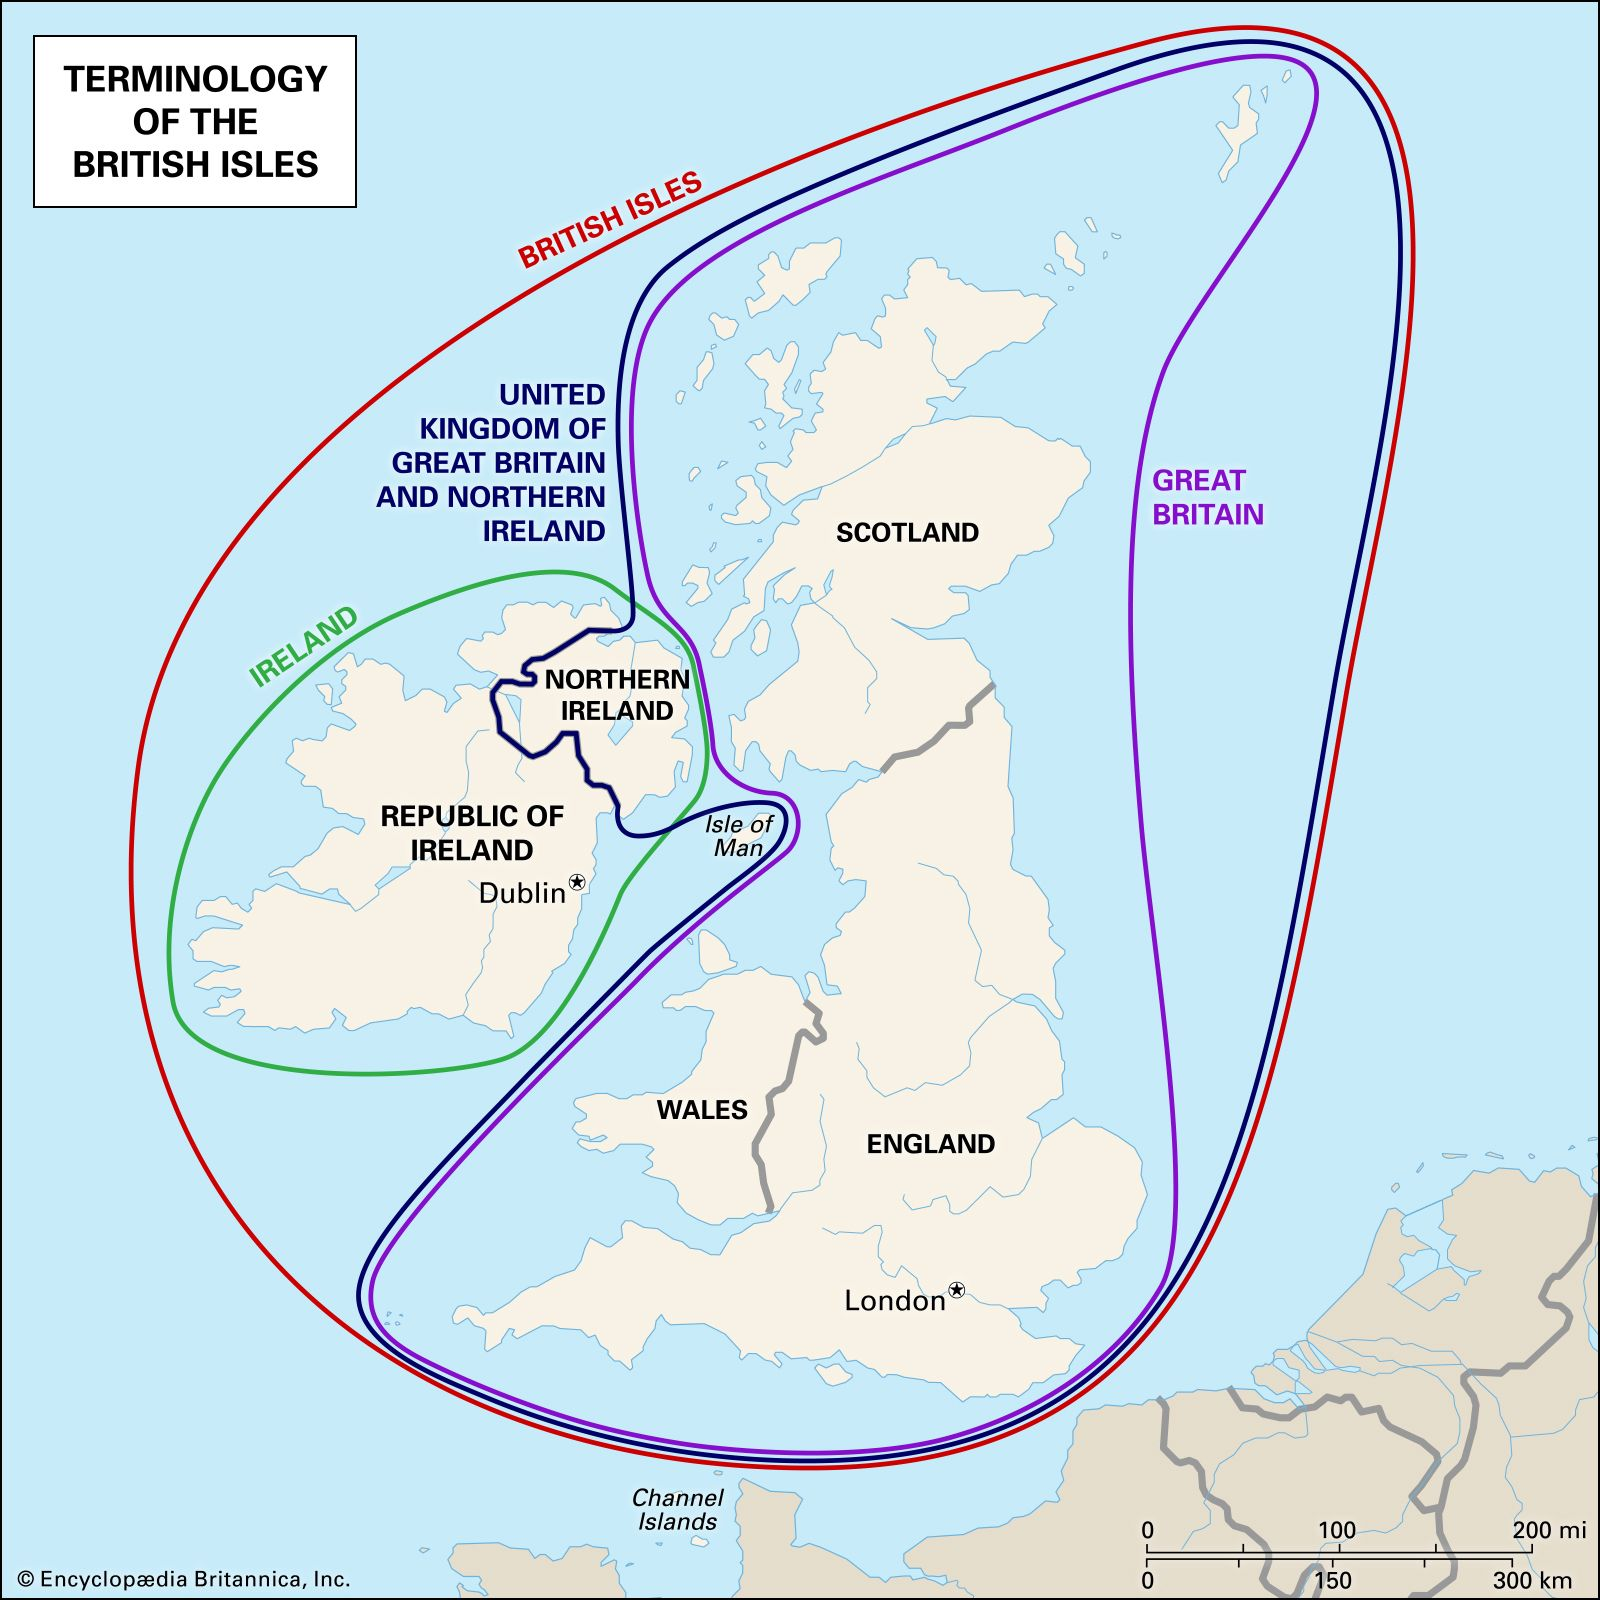 TERMINOLOGY
OF THE
BRITISH ISLES
BRITISH ISLES
UNITED
KINGDOM OF
GREAT BRITAIN
AND NORTHERN
IRELAND
GREAT
BRITAIN
SCOTLAND
IRELAND
NORTHERN
IRELAND
REPUBLIC OF
IRELAND
Isle of
Man
Dublin
WALES
ENGLAND
London
Channel
Islands
0 100 200 mi
0 150 300 km
© Encyclopædia Britannica, Inc.